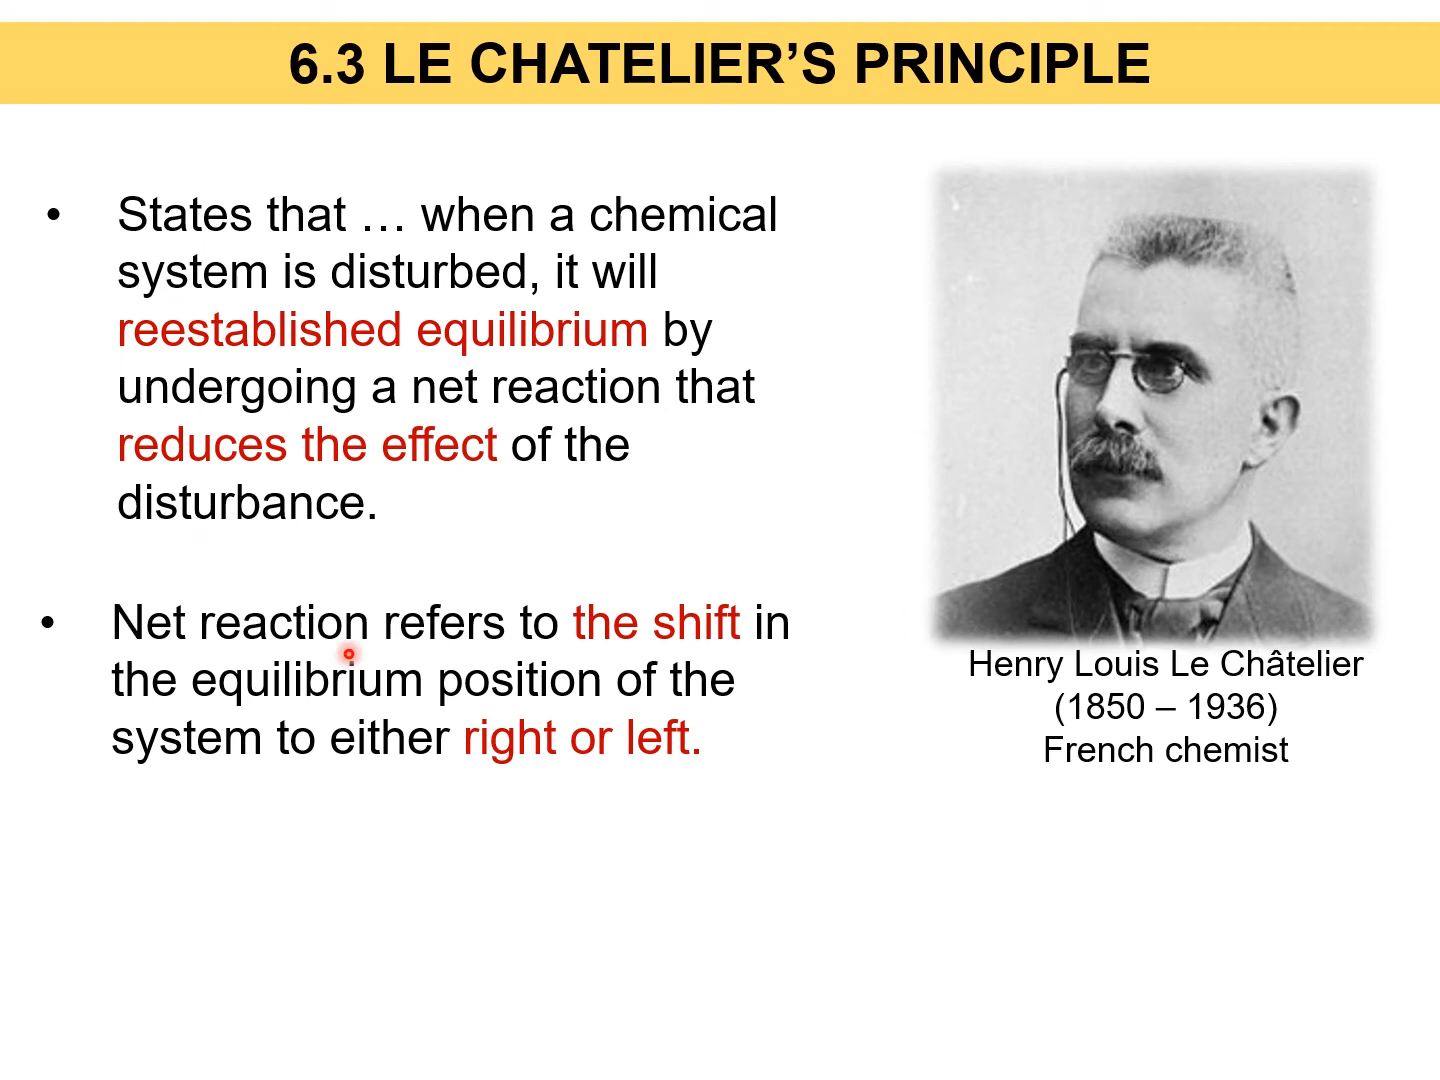 6.3 LE CHATELIER’S PRINCIPLE
• States that … when a chemical
system is disturbed, it will
reestablished equilibrium by
undergoing a net reaction that
reduces the effect of the
disturbance.
• Net reaction refers to the shift in
the equilibrium position of the
system to either right or left.
Henry Louis Le Châtelier
(1850 – 1936)
French chemist